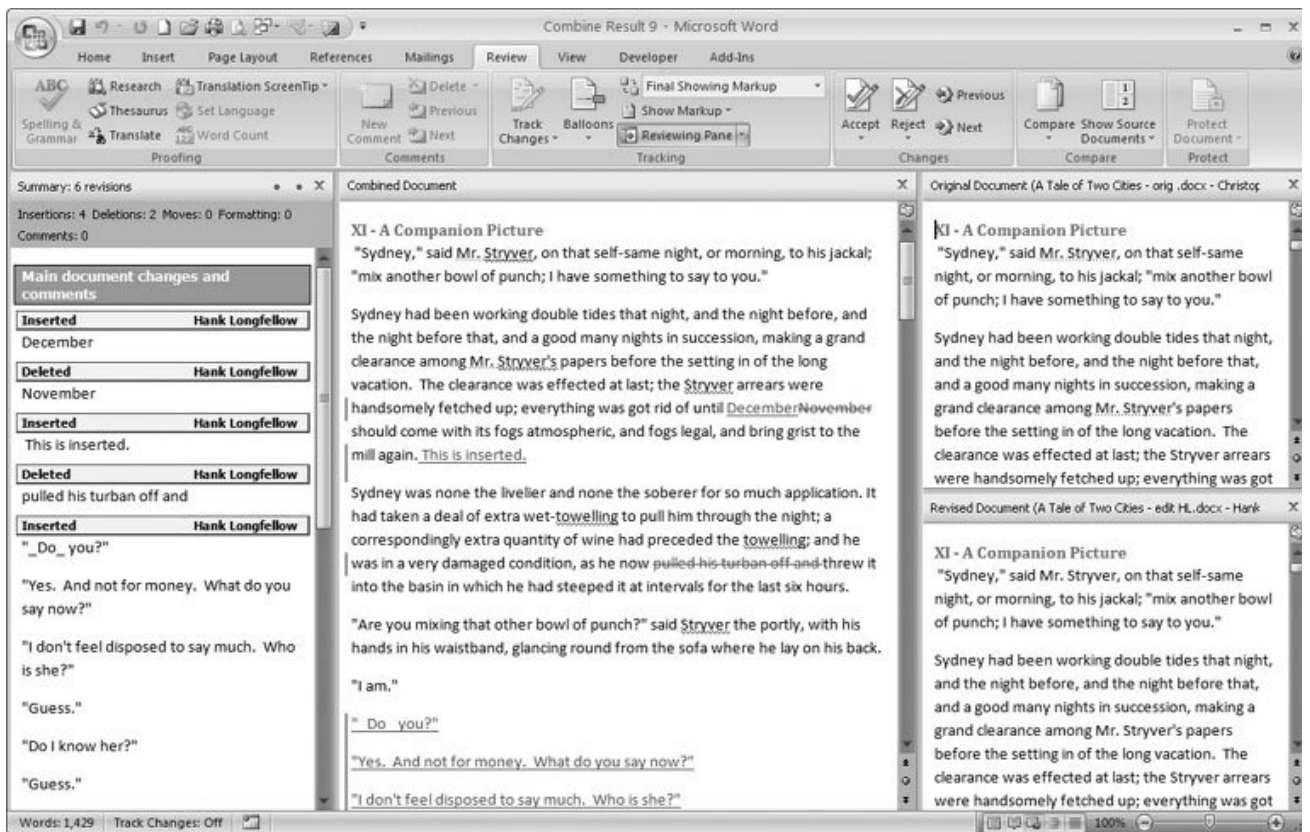 Combine Result 9 - Microsoft Word
Home Insert Page Layout References Mailings Review View Developer Add-Ins
ABC
Spelling & Grammar
Research
Thesaurus
Translate
Translation ScreenTip
Set Language
Word Count
Proofing
New Comment
Delete
Previous
Next
Comments
Track Changes
Balloons
Final Showing Markup
Show Markup
Reviewing Pane
Tracking
Accept
Reject
Previous
Next
Changes
Compare
Show Source Documents
Compare
Protect Document
Protect
Summary: 6 revisions
Insertions: 4 Deletions: 2 Moves: 0 Formatting: 0
Comments: 0
Main document changes and
comments
Inserted Hank Longfellow
December
Deleted Hank Longfellow
November
Inserted Hank Longfellow
This is inserted.
Deleted Hank Longfellow
pulled his turban off and
Inserted Hank Longfellow
"_Do_ you?"
"Yes. And not for money. What do you
say now?"
"I don't feel disposed to say much. Who
is she?"
"Guess."
"Do I know her?"
"Guess."
Combined Document
XI - A Companion Picture
"Sydney," said Mr. Stryver, on that self-same night, or morning, to his jackal;
"mix another bowl of punch; I have something to say to you."
Sydney had been working double tides that night, and the night before, and
the night before that, and a good many nights in succession, making a grand
clearance among Mr. Stryver's papers before the setting in of the long
vacation. The clearance was effected at last; the Stryver arrears were
handsomely fetched up; everything was got rid of until DecemberNovember
should come with its fogs atmospheric, and fogs legal, and bring grist to the
mill again. This is inserted.
Sydney was none the livelier and none the soberer for so much application. It
had taken a deal of extra wet-towelling to pull him through the night; a
correspondingly extra quantity of wine had preceded the towelling; and he
was in a very damaged condition, as he now pulled his turban off and threw it
into the basin in which he had steeped it at intervals for the last six hours.
"Are you mixing that other bowl of punch?" said Stryver the portly, with his
hands in his waistband, glancing round from the sofa where he lay on his back.
"I am."
"_Do_ you?"
"Yes. And not for money. What do you say now?"
"I don't feel disposed to say much. Who is she?"
Original Document (A Tale of Two Cities - orig .docx - Christop
XI - A Companion Picture
"Sydney," said Mr. Stryver, on that self-same
night, or morning, to his jackal; "mix another bowl
of punch; I have something to say to you."
Sydney had been working double tides that night,
and the night before, and the night before that,
and a good many nights in succession, making a
grand clearance among Mr. Stryver's papers
before the setting in of the long vacation. The
clearance was effected at last; the Stryver arrears
were handsomely fetched up; everything was got
Revised Document (A Tale of Two Cities - edit HL.docx - Hank
XI - A Companion Picture
"Sydney," said Mr. Stryver, on that self-same
night, or morning, to his jackal; "mix another bowl
of punch; I have something to say to you."
Sydney had been working double tides that night,
and the night before, and the night before that,
and a good many nights in succession, making a
grand clearance among Mr. Stryver's papers
before the setting in of the long vacation. The
clearance was effected at last; the Stryver arrears
were handsomely fetched up; everything was got
Words: 1,429 Track Changes: Off 100%